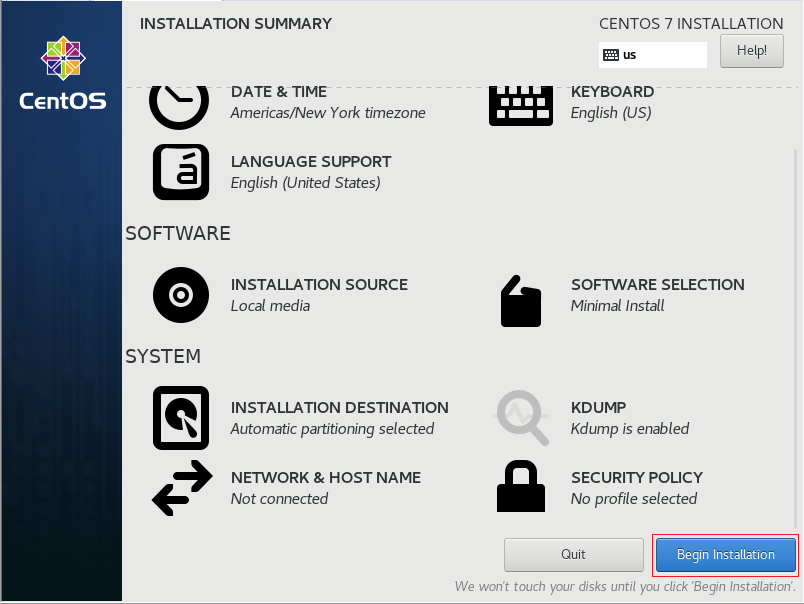 INSTALLATION SUMMARY
CENTOS 7 INSTALLATION
us
Help!
CentOS
DATE & TIME
Americas/New York timezone
KEYBOARD
English (US)
LANGUAGE SUPPORT
English (United States)
SOFTWARE
INSTALLATION SOURCE
Local media
SOFTWARE SELECTION
Minimal Install
SYSTEM
INSTALLATION DESTINATION
Automatic partitioning selected
KDUMP
Kdump is enabled
NETWORK & HOST NAME
Not connected
SECURITY POLICY
No profile selected
Quit
Begin Installation
We won't touch your disks until you click 'Begin Installation'.